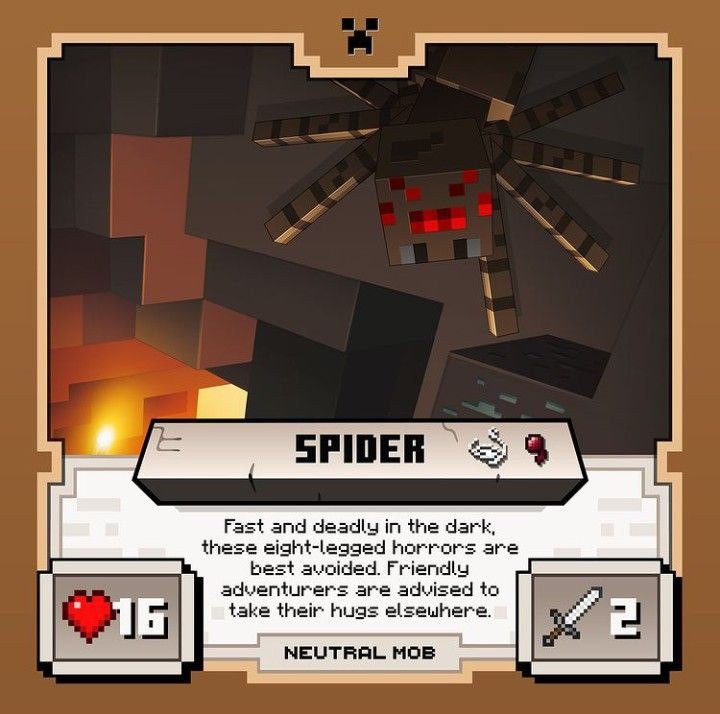 SPIDER
Fast and deadly in the dark,
these eight-legged horrors are
best avoided. Friendly
adventurers are advised to
take their hugs elsewhere.
16
2
NEUTRAL MOB